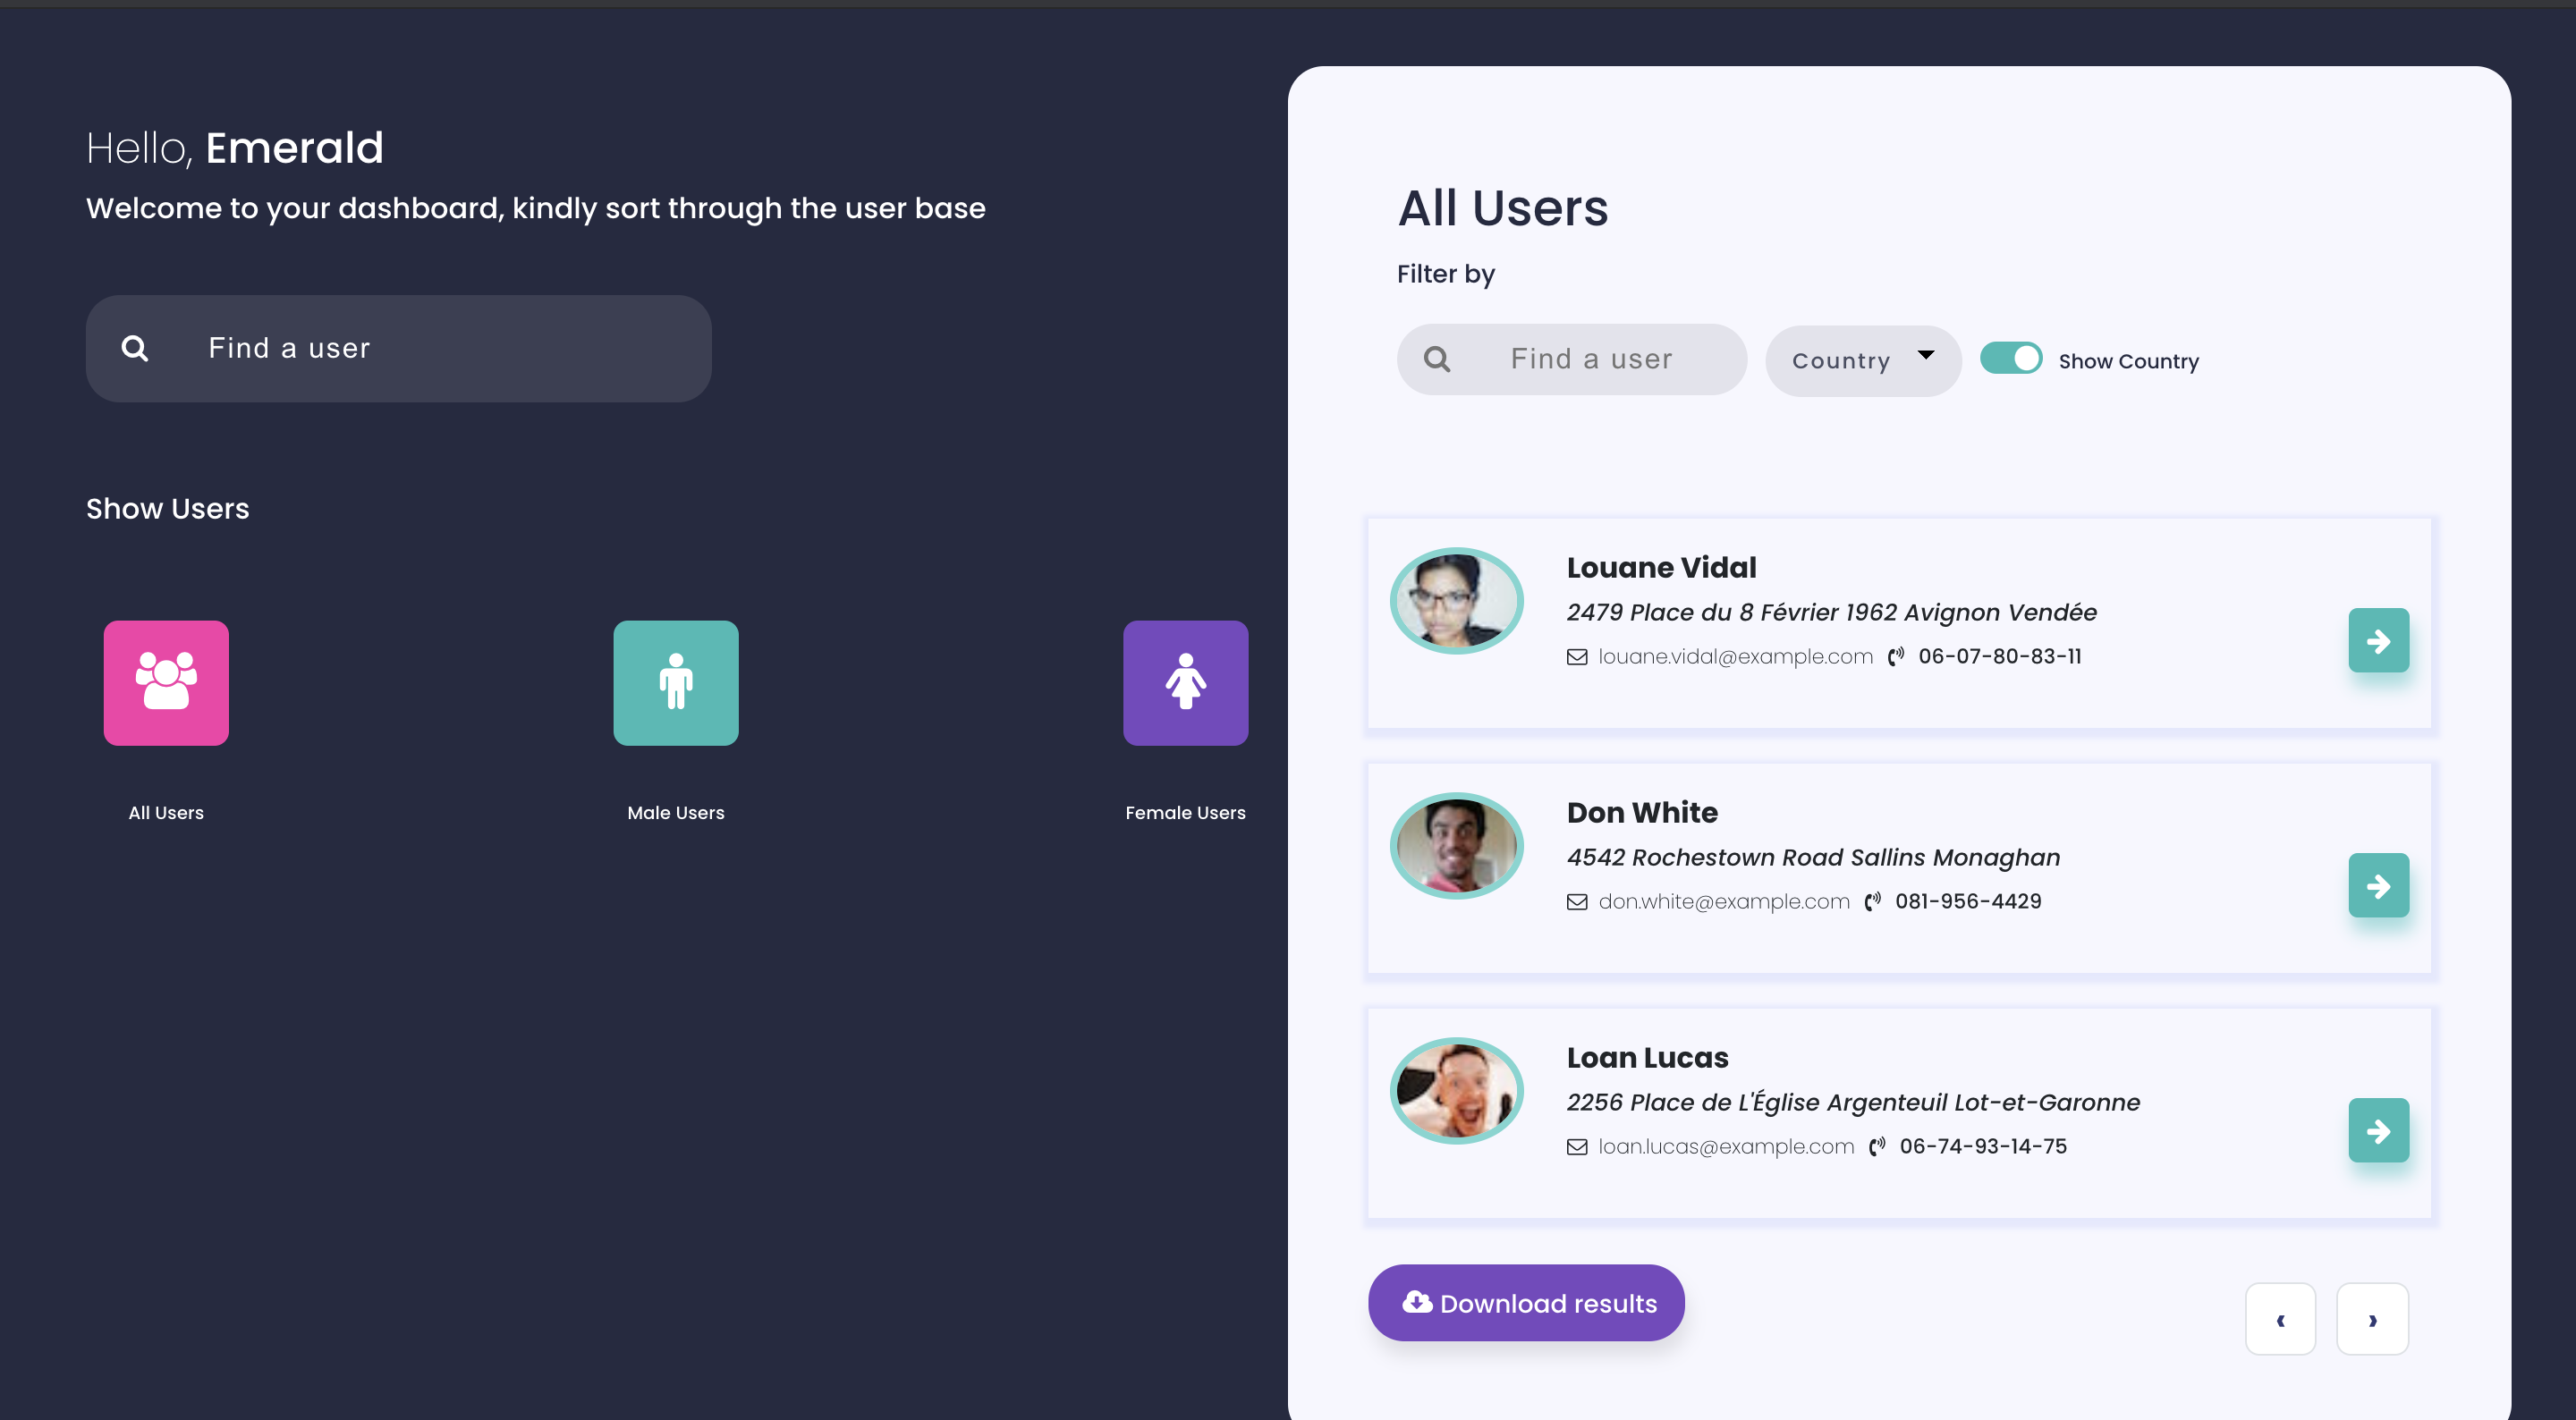 Hello, Emerald
Welcome to your dashboard, kindly sort through the user base
Find a user
Show Users
All Users
Male Users
Female Users
All Users
Filter by
Find a user
Country
Show Country
Louane Vidal
2479 Place du 8 Février 1962 Avignon Vendée
louane.vidal@example.com 06-07-80-83-11
Don White
4542 Rochestown Road Sallins Monaghan
don.white@example.com 081-956-4429
Loan Lucas
2256 Place de L'Église Argenteuil Lot-et-Garonne
loan.lucas@example.com 06-74-93-14-75
Download results
‹ ›